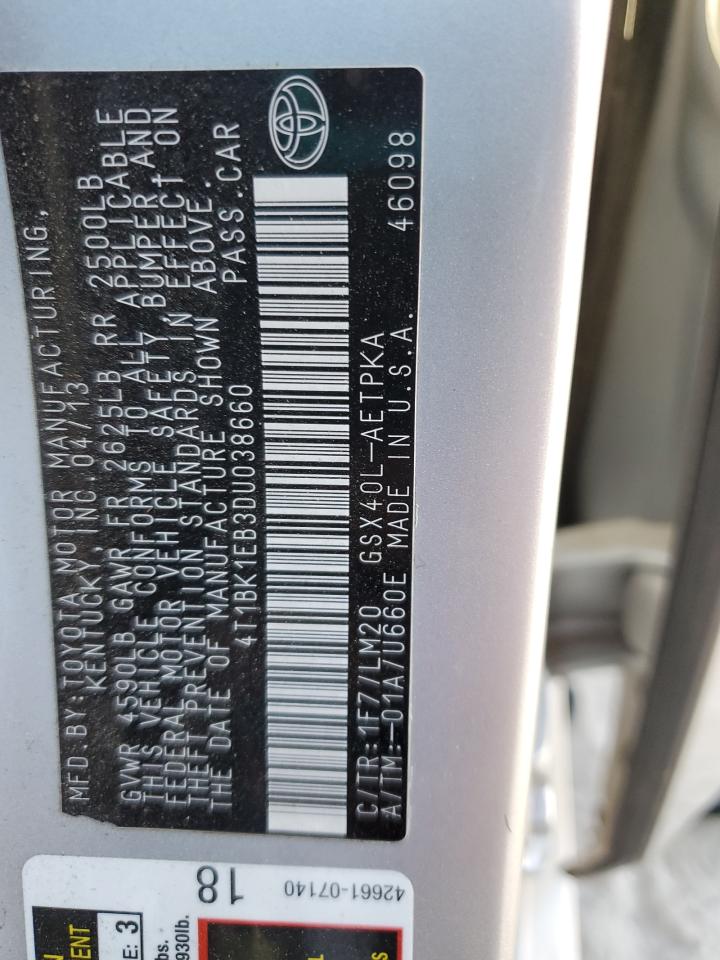 MFD.BY:TOYOTA MOTOR MANUFACTURING,
KENTUCKY, INC.04/13
GVWR 4590LB GAWR FR 2625LB RR 2500LB
THIS VEHICLE CONFORMS TO ALL APPLICABLE
FEDERAL MOTOR VEHICLE SAFETY,BUMPER,AND
THEFT PREVENTION STANDARDS IN EFFECT ON
THE DATE OF MANUFACTURE SHOWN ABOVE.
4T1BK1EB3DU038660 PASS.CAR
C/TR:1F7/LM20 GSX40L-AETPKA
A/TM:-01A/U660E MADE IN U.S.A. 46098
18
42661-07140
E: 3
930lb.